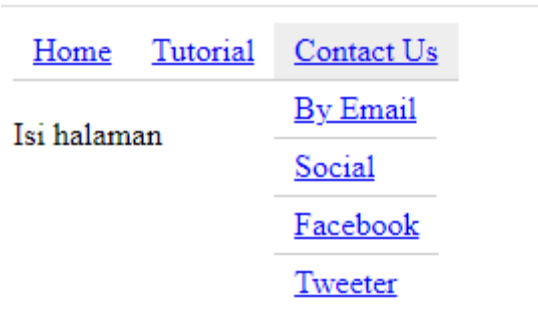 Home Tutorial Contact Us
By Email
Isi halaman
Social
Facebook
Tweeter